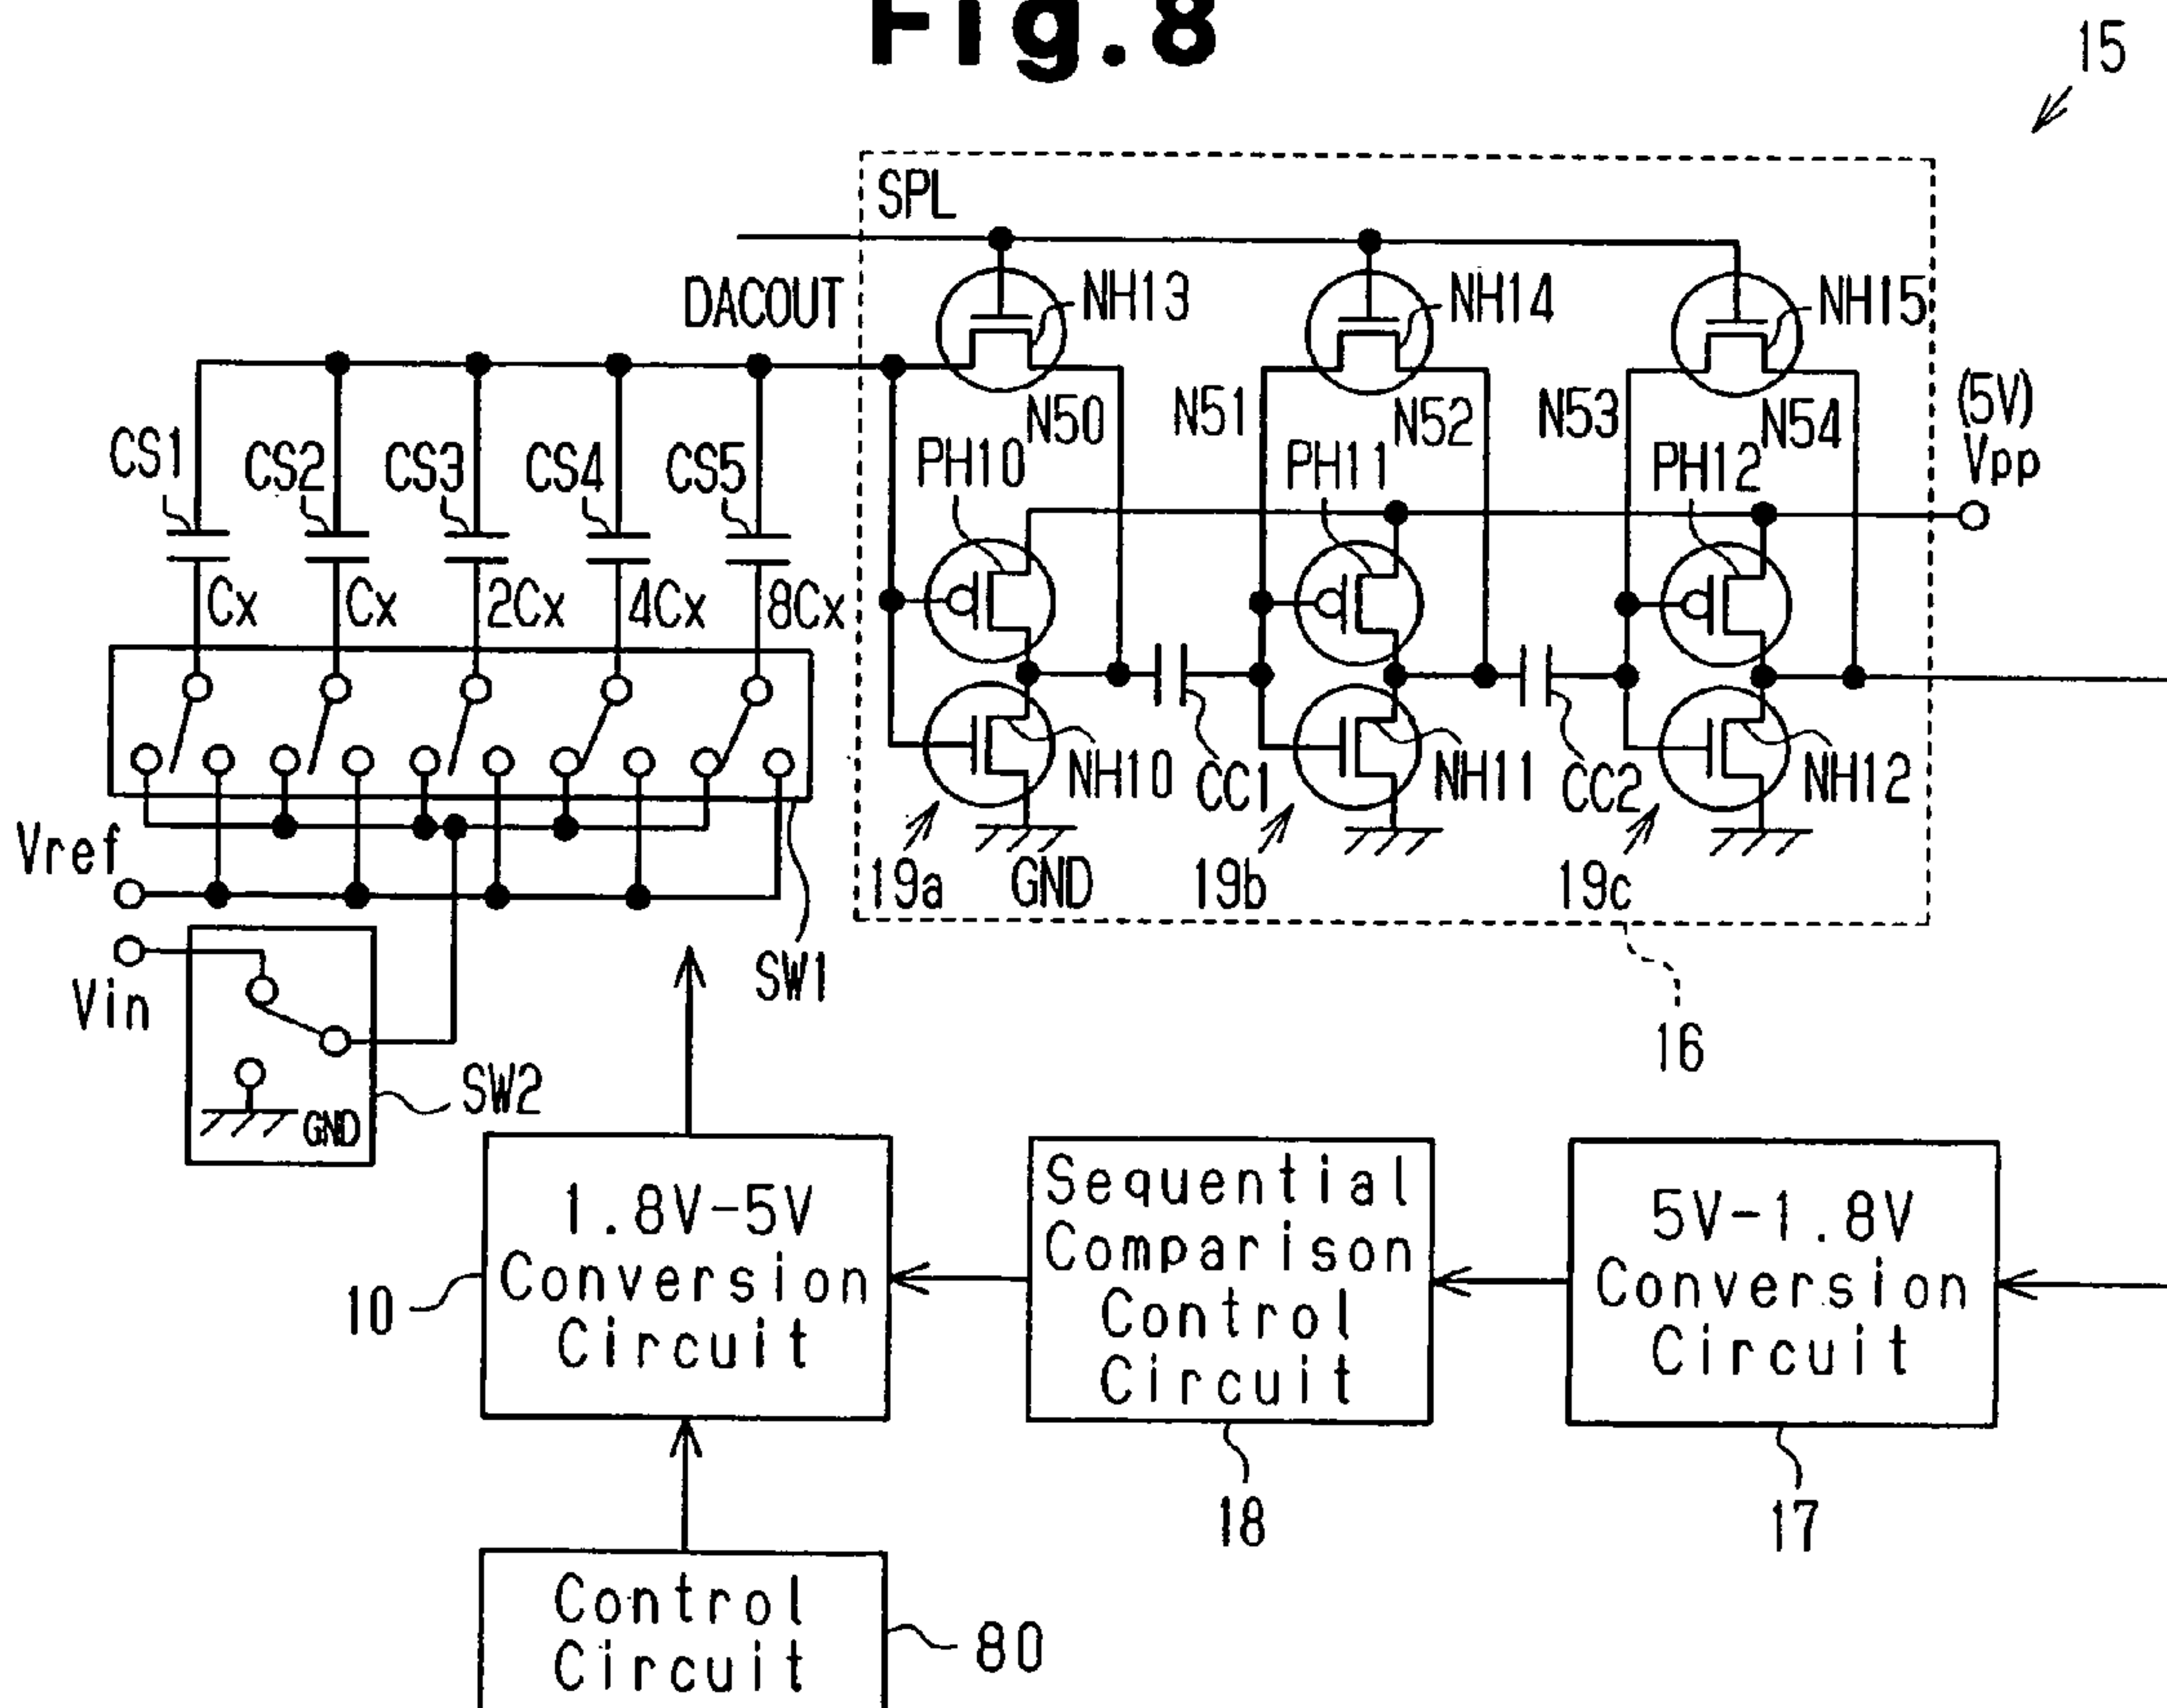 Fig.8
15
SPL
DACOUT
NH13
NH14
NH15
N50
N51
N52
N53
N54
(5V)
Vpp
CS1
CS2
CS3
CS4
CS5
PH10
PH11
PH12
Cx
Cx
2Cx
4Cx
8Cx
NH10
CC1
NH11
CC2
NH12
Vref
19a
GND
19b
19c
Vin
SW1
16
SW2
GND
1.8V-5V
Conversion
Circuit
10
Sequential
Comparison
Control
Circuit
18
5V-1.8V
Conversion
Circuit
17
Control
Circuit
80